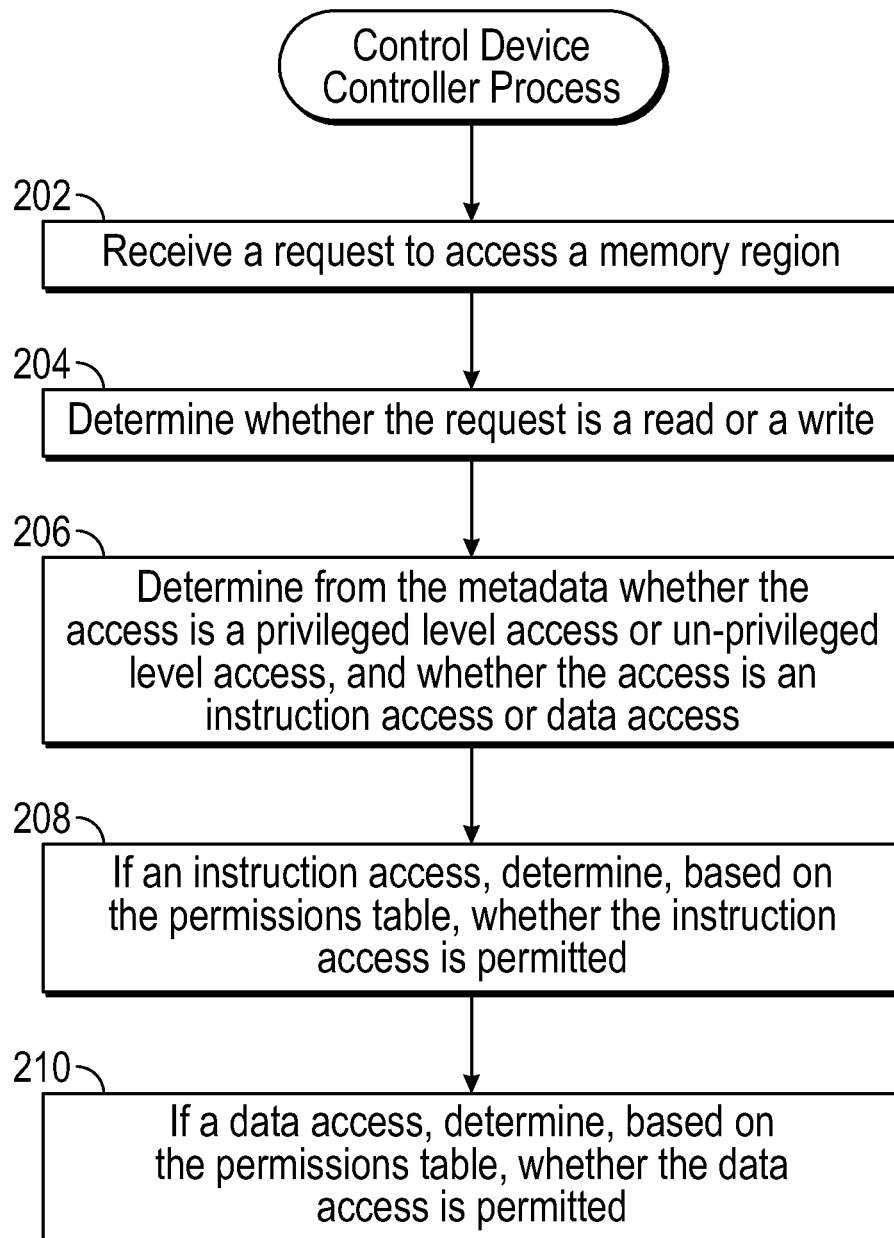 Control Device
Controller Process
202
Receive a request to access a memory region
204
Determine whether the request is a read or a write
206
Determine from the metadata whether the
access is a privileged level access or un-privileged
level access, and whether the access is an
instruction access or data access
208
If an instruction access, determine, based on
the permissions table, whether the instruction
access is permitted
210
If a data access, determine, based on
the permissions table, whether the data
access is permitted